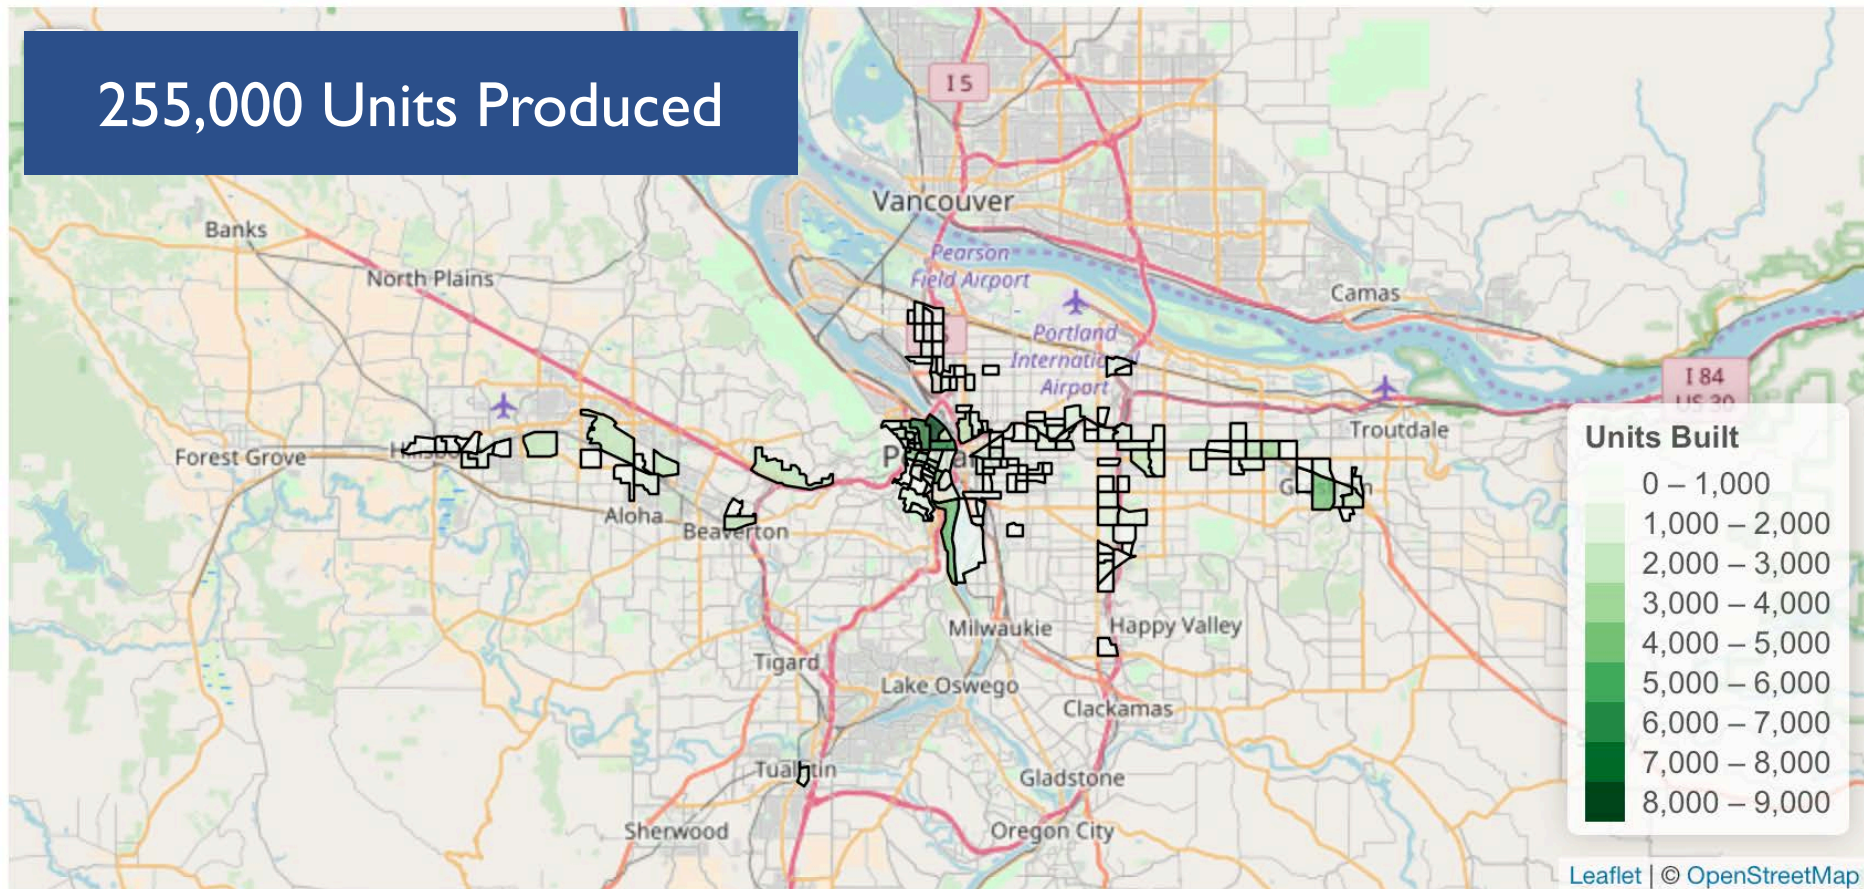 255,000 Units Produced
I 5
Vancouver
Banks
Pearson
Field Airport
North Plains
Camas
Portland
Internatio
Airport
I 84
US 30
Troutdale
Units Built
Forest Grove
0 – 1,000
1,000 – 2,000
Aloha
Beaverton
2,000 – 3,000
3,000 – 4,000
Milwaukie
Happy Valley
4,000 – 5,000
Tigard
Lake Oswego
5,000 – 6,000
Clackamas
6,000 – 7,000
Tualatin
Gladstone
7,000 – 8,000
8,000 – 9,000
Sherwood
Oregon City
Leaflet | © OpenStreetMap